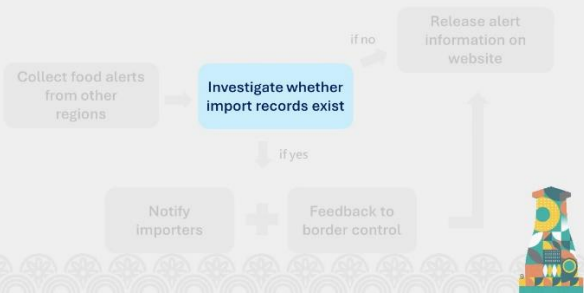 Release alert
information on
website
if no
Collect food alerts
from other
regions
Investigate whether
import records exist
if yes
Notify
importers
Feedback to
border control